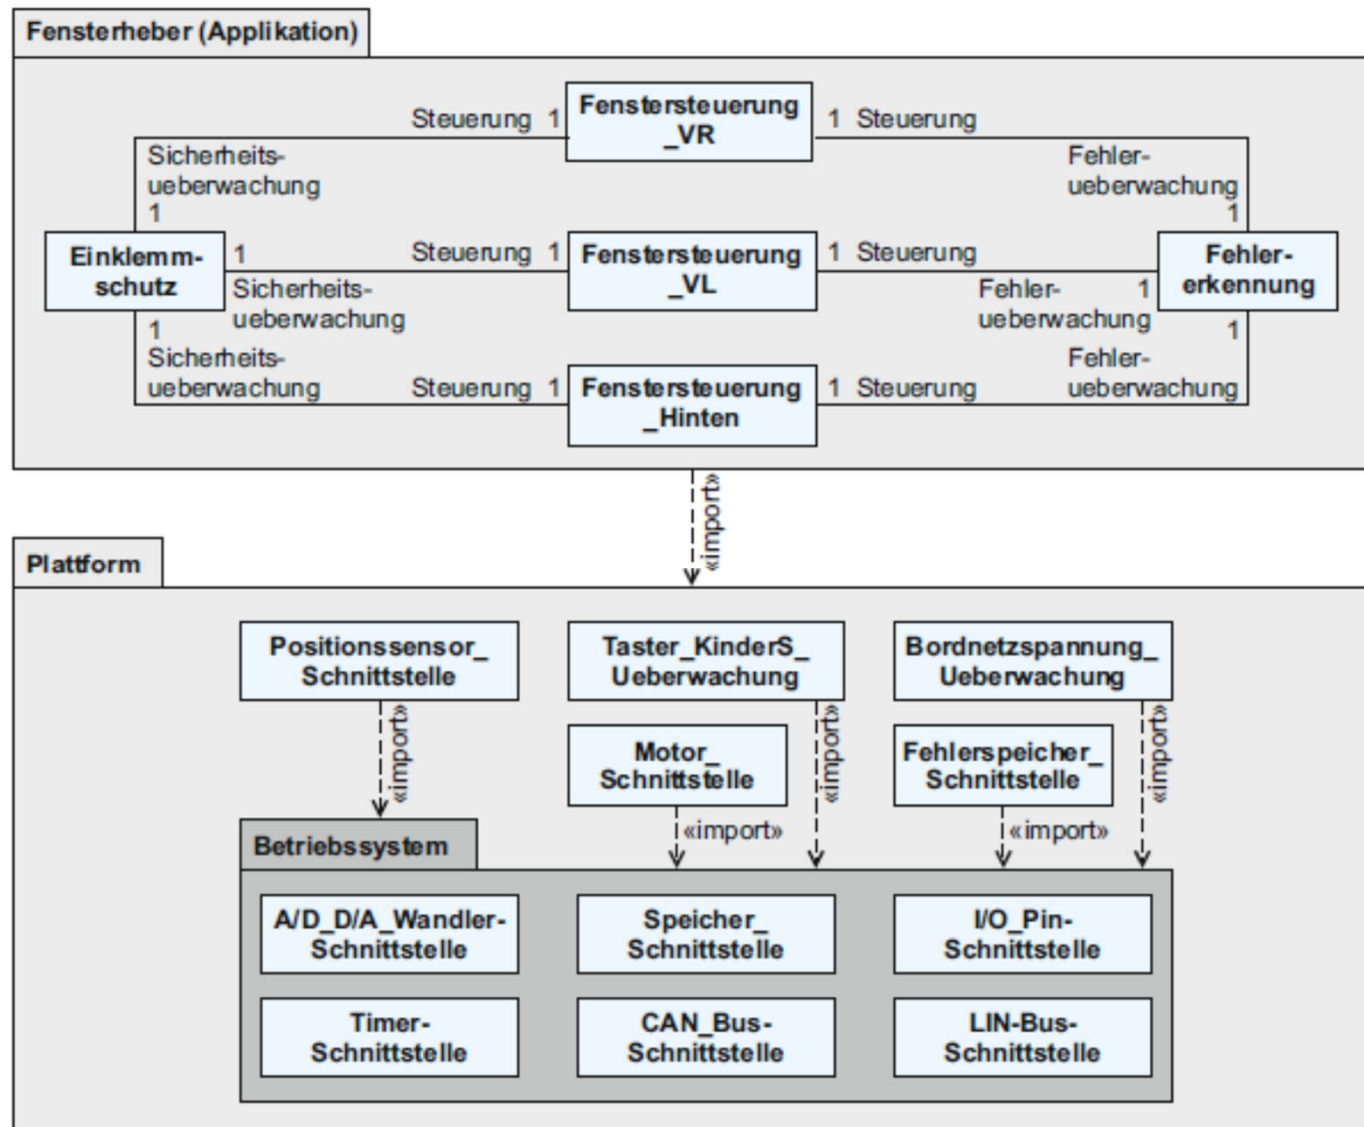 Fensterheber (Applikation)
Steuerung 1
Fenstersteuerung
_VR
1 Steuerung
Sicherheits-
ueberwachung
1
Fehler-
ueberwachung
1
Einklemm-
schutz
1
Steuerung 1
Fenstersteuerung
_VL
1 Steuerung
Fehler-
erkennung
Sicherheits-
ueberwachung
Fehler- 1
ueberwachung
1
Sicherheits-
ueberwachung
Steuerung 1
Fenstersteuerung
_Hinten
1 Steuerung
1
Fehler-
ueberwachung
«import»
Plattform
Positionssensor_
Schnittstelle
Taster_KinderS_
Ueberwachung
Bordnetzspannung_
Ueberwachung
«import»
Motor_
Schnittstelle
«import»
Fehlerspeicher_
Schnittstelle
«import»
«import»
«import»
Betriebssystem
A/D_D/A_Wandler-
Schnittstelle
Speicher_
Schnittstelle
I/O_Pin-
Schnittstelle
Timer-
Schnittstelle
CAN_Bus-
Schnittstelle
LIN-Bus-
Schnittstelle